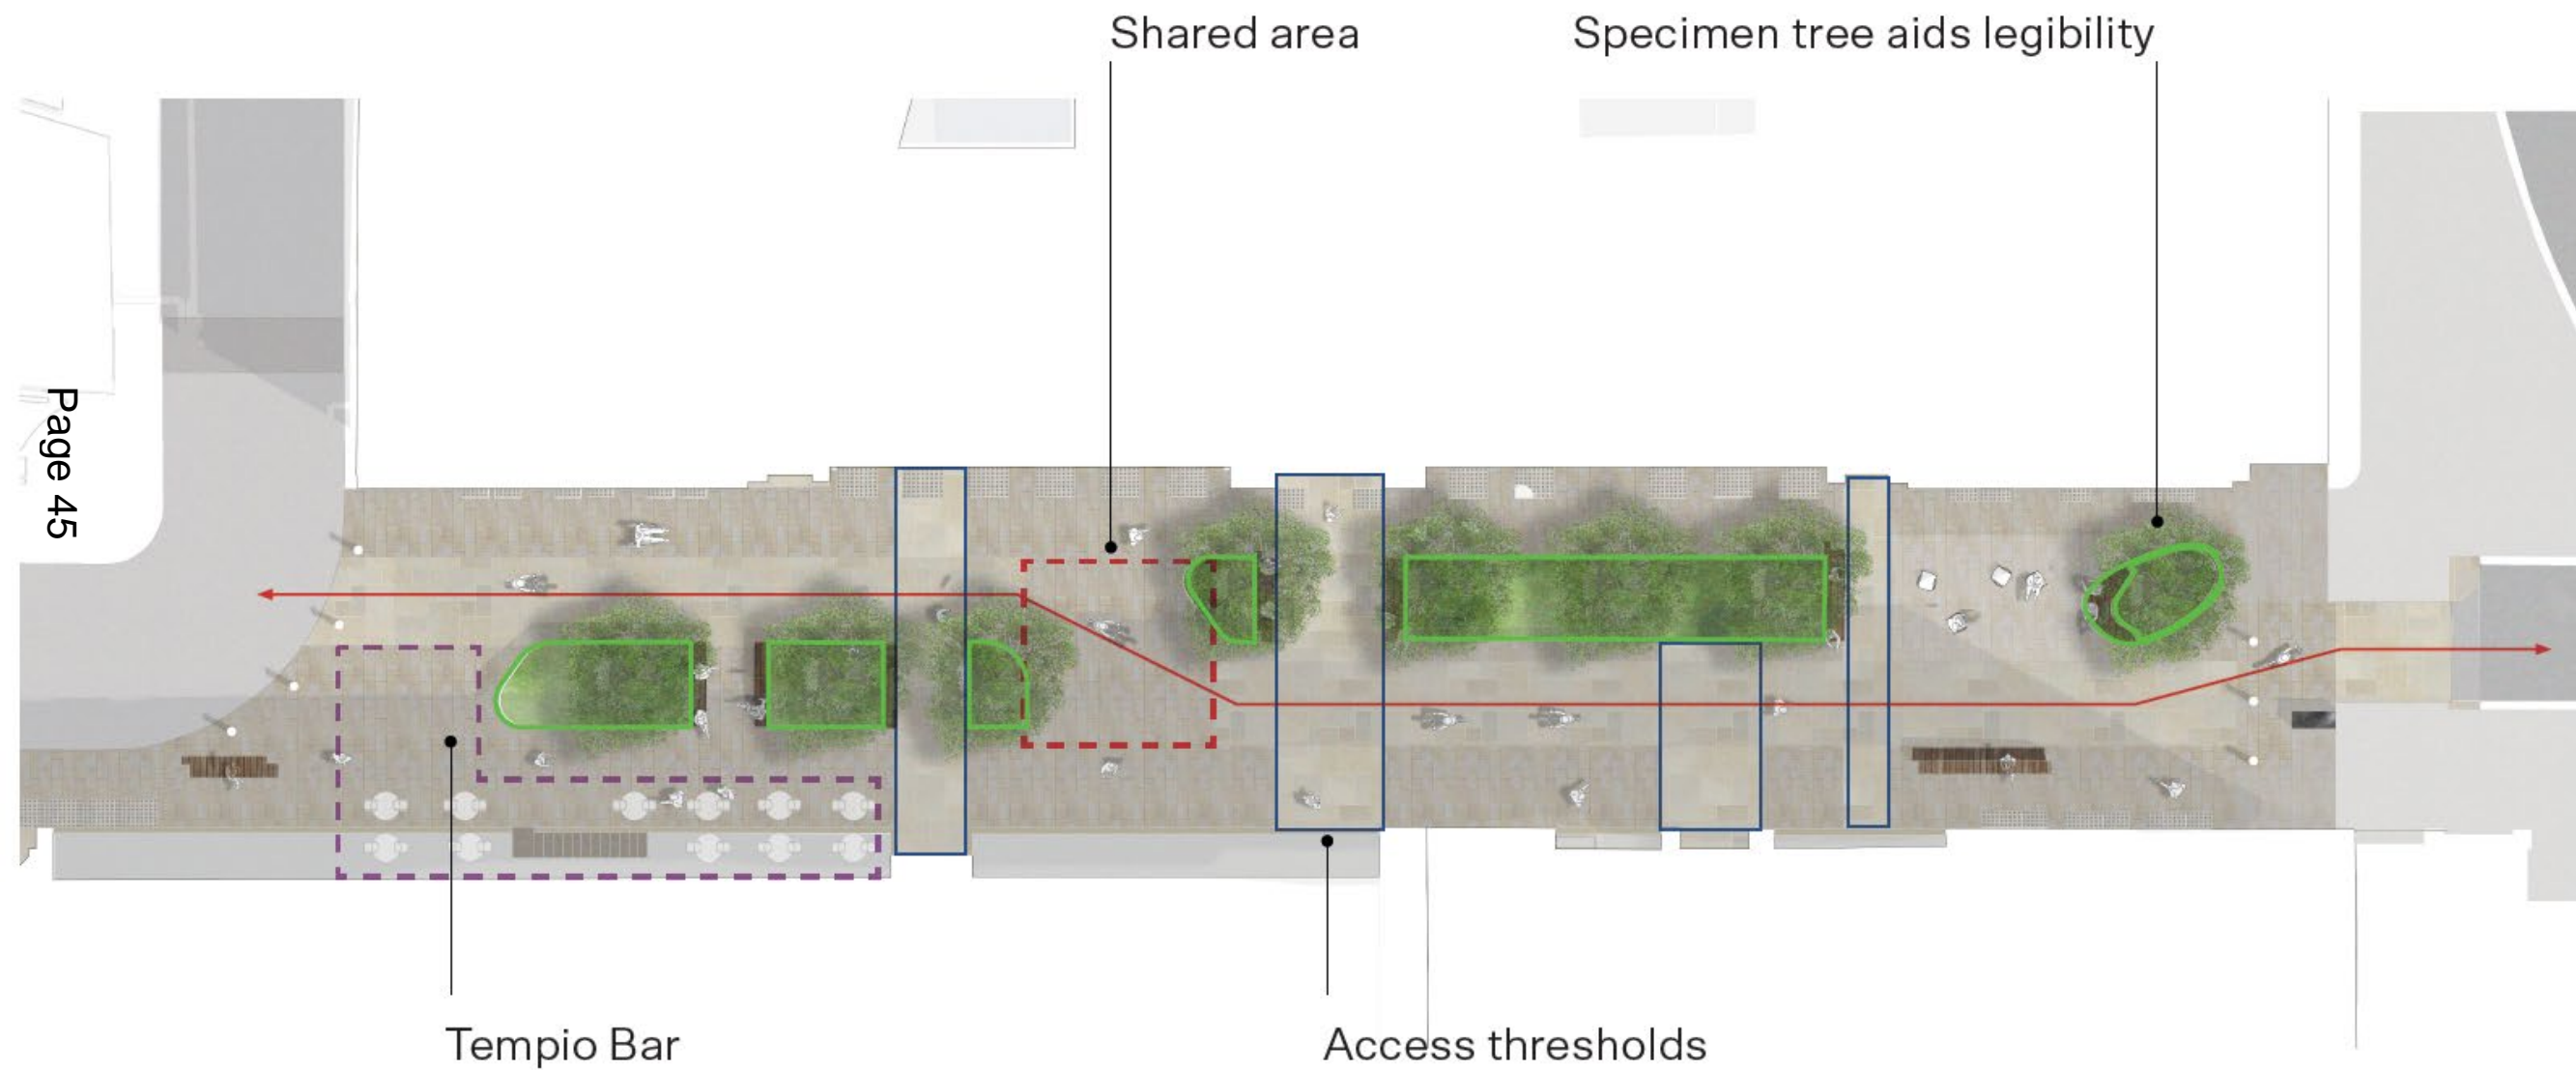 Shared area
Specimen tree aids legibility
Page 45
Tempio Bar
Access thresholds